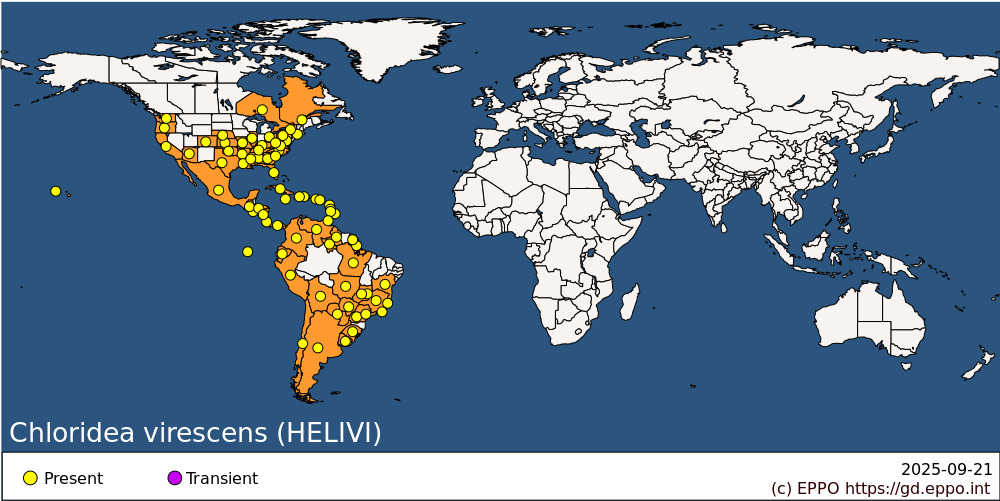 Chloridea virescens (HELIVI)
Present
Transient
2025-09-21
(c) EPPO https://gd.eppo.int